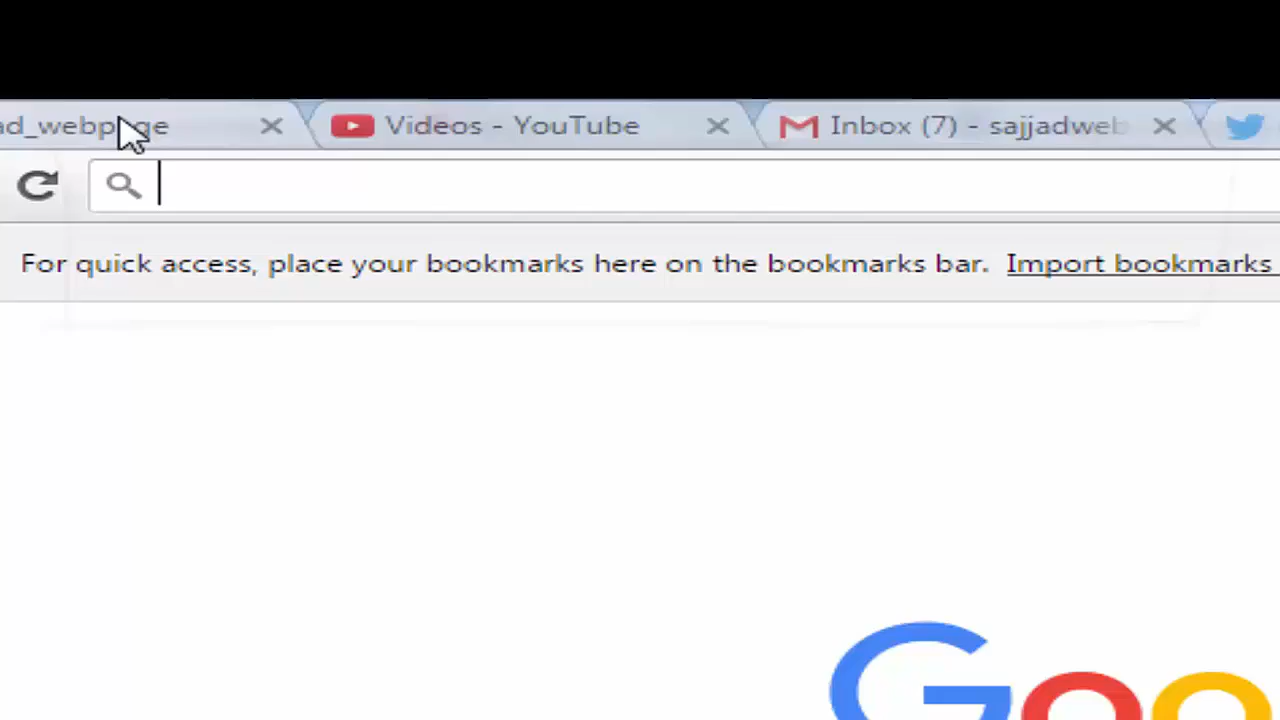 ad_webpage Videos - YouTube Inbox (7) - sajjadweb
For quick access, place your bookmarks here on the bookmarks bar. Import bookmarks
Goo